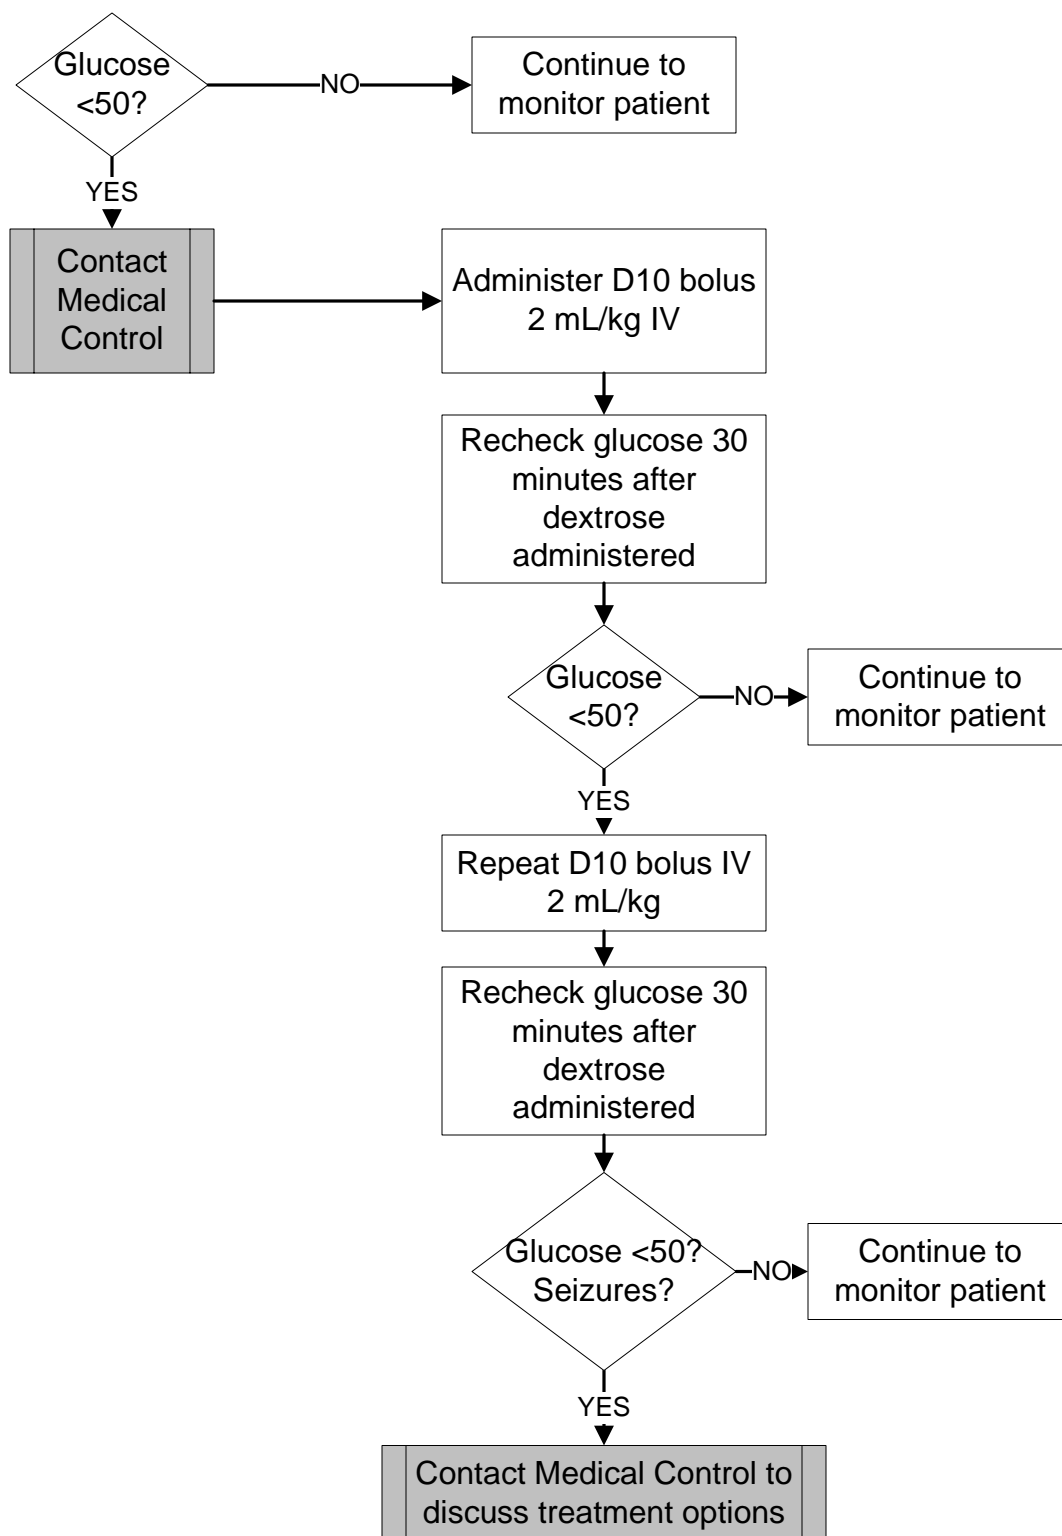 Glucose
<50?
NO
Continue to
monitor patient
YES
Contact
Medical
Control
Administer D10 bolus
2 mL/kg IV
Recheck glucose 30
minutes after
dextrose
administered
Glucose
<50?
NO
Continue to
monitor patient
YES
Repeat D10 bolus IV
2 mL/kg
Recheck glucose 30
minutes after
dextrose
administered
Glucose <50?
Seizures?
NO
Continue to
monitor patient
YES
Contact Medical Control to
discuss treatment options